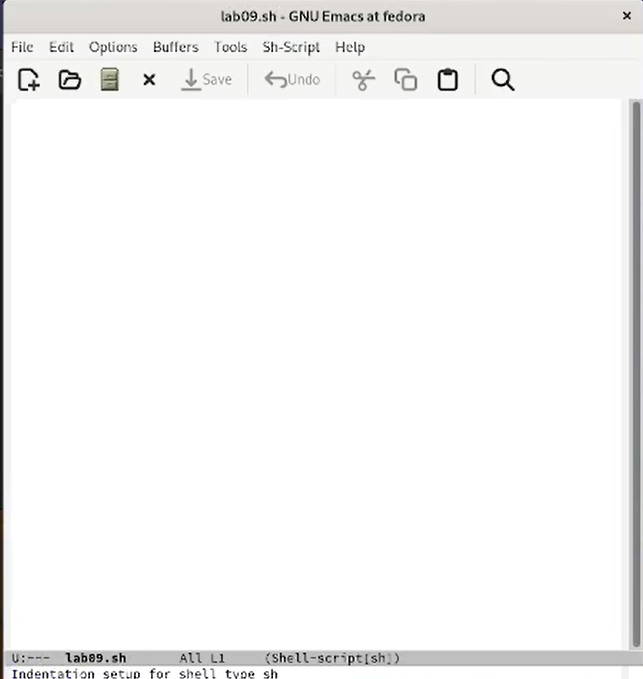 lab09.sh - GNU Emacs at fedora ×
File Edit Options Buffers Tools Sh-Script Help
Save Undo
U:--- lab09.sh All L1 (Shell-script[sh])
Indentation setup for shell type sh